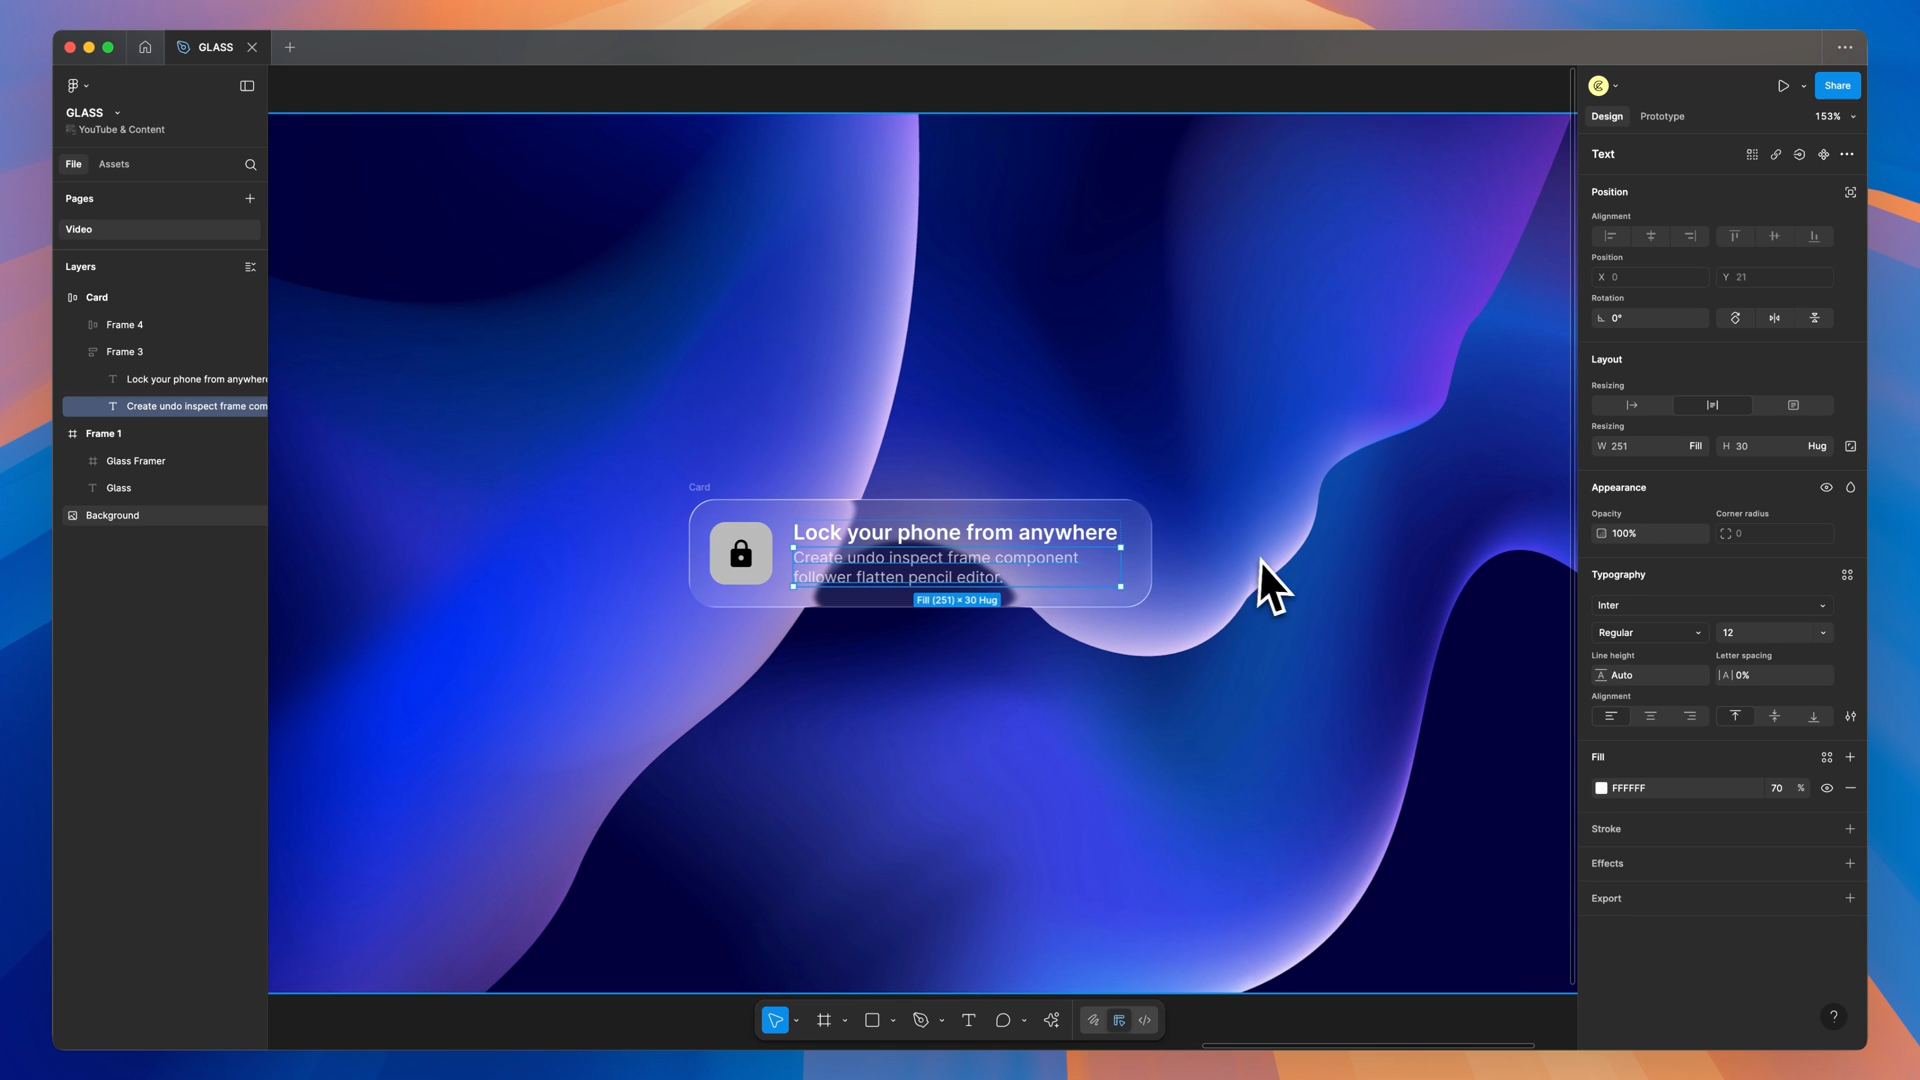 GLASS
GLASS
YouTube & Content
File
Assets
Pages
Video
Layers
Card
Frame 4
Frame 3
Lock your phone from anywhere
Create undo inspect frame com
Frame 1
Glass Framer
Glass
Background
Card
Lock your phone from anywhere
Create undo inspect frame component
follower flatten pencil editor.
Fill (251) × 30 Hug
Share
Design
Prototype
153%
Text
Position
Alignment
Position
X 0
Y 21
Rotation
0°
Layout
Resizing
Resizing
W 251 Fill
H 30 Hug
Appearance
Opacity
Corner radius
100%
0
Typography
Inter
Regular
12
Line height
Letter spacing
Auto
|A| 0%
Alignment
Fill
FFFFFF
70 %
Stroke
Effects
Export
?